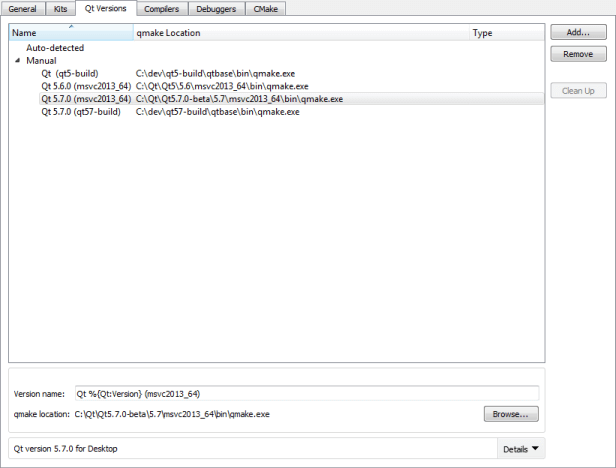 General Kits Qt Versions Compilers Debuggers CMake
Name qmake Location Type
Add...
Auto-detected
Remove
Manual
Qt (qt5-build) C:\dev\qt5-build\qtbase\bin\qmake.exe
Qt 5.6.0 (msvc2013_64) C:\Qt\Qt5\5.6\msvc2013_64\bin\qmake.exe
Clean Up
Qt 5.7.0 (msvc2013_64) C:\Qt\Qt5.7.0-beta\5.7\msvc2013_64\bin\qmake.exe
Qt 5.7.0 (qt57-build) C:\dev\qt57-build\qtbase\bin\qmake.exe
Version name: Qt %{Qt:Version} (msvc2013_64)
qmake location: C:\Qt\Qt5.7.0-beta\5.7\msvc2013_64\bin\qmake.exe Browse...
Qt version 5.7.0 for Desktop Details